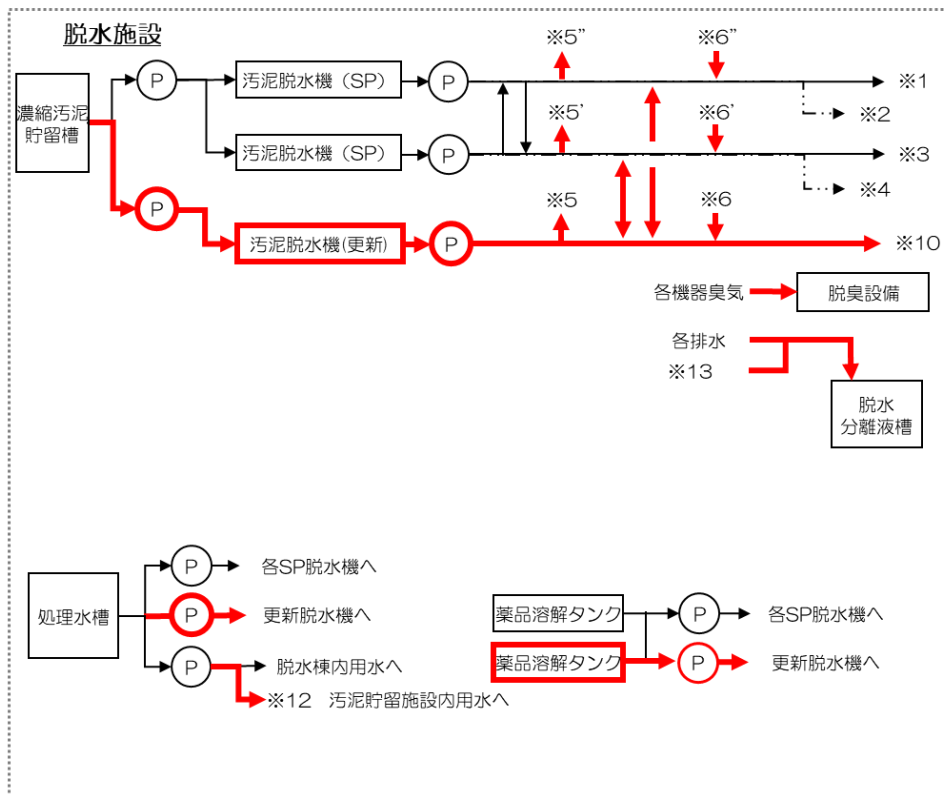 脱水施設
※5”
※6”
P
汚泥脱水機（SP）
P
※1
濃縮汚泥
貯留槽
※2
※5’
※6’
汚泥脱水機（SP）
P
※3
※4
P
※5
※6
汚泥脱水機(更新)
P
※10
各機器臭気
脱臭設備
各排水
※13
脱水
分離液槽
P
各SP脱水機へ
処理水槽
P
更新脱水機へ
P
脱水棟内用水へ
※12 汚泥貯留施設内用水へ
薬品溶解タンク
P
各SP脱水機へ
薬品溶解タンク
P
更新脱水機へ